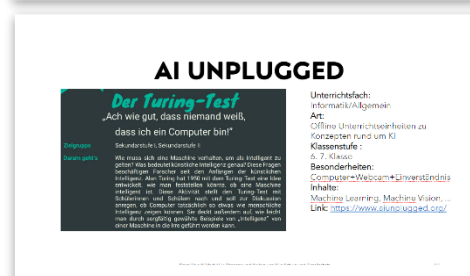 AI UNPLUGGED
Der Turing-Test
„Ach wie gut, dass niemand weiß,
dass ich ein Computer bin!"
Zielgruppe
Sekundarstufe I, Sekundarstufe II
Darum geht's
Wie muss sich eine Maschine verhalten, um als intelligent zu
gelten? Was bedeutet künstliche Intelligenz genau? Diese Fragen
beschäftigen Forscher seit den Anfängen der künstlichen
Intelligenz. Alan Turing hat 1950 mit dem Turing-Test eine Idee
entwickelt, wie man feststellen könnte, ob eine Maschine
intelligent ist. Diese Aktivität stellt den Turing-Test mit
Schülerinnen und Schülern nach und soll zur Diskussion
anregen, ob Computer tatsächlich so etwas wie menschliche
Intelligenz zeigen können. Sie deckt außerdem auf, wie leicht
man durch sorgfältig gewählte Beispiele von „Intelligenz" von
einer Maschine in die Irre geführt werden kann.
Unterrichtsfach:
Informatik/Allgemein
Art:
Offline Unterrichtseinheiten zu
Konzepten rund um KI
Klassenstufe :
6. 7. Klasse
Besonderheiten:
Computer+Webcam+Einverständnis
Inhalte:
Machine Learning, Machine Vision, ...
Link: https://www.aiunplugged.org/